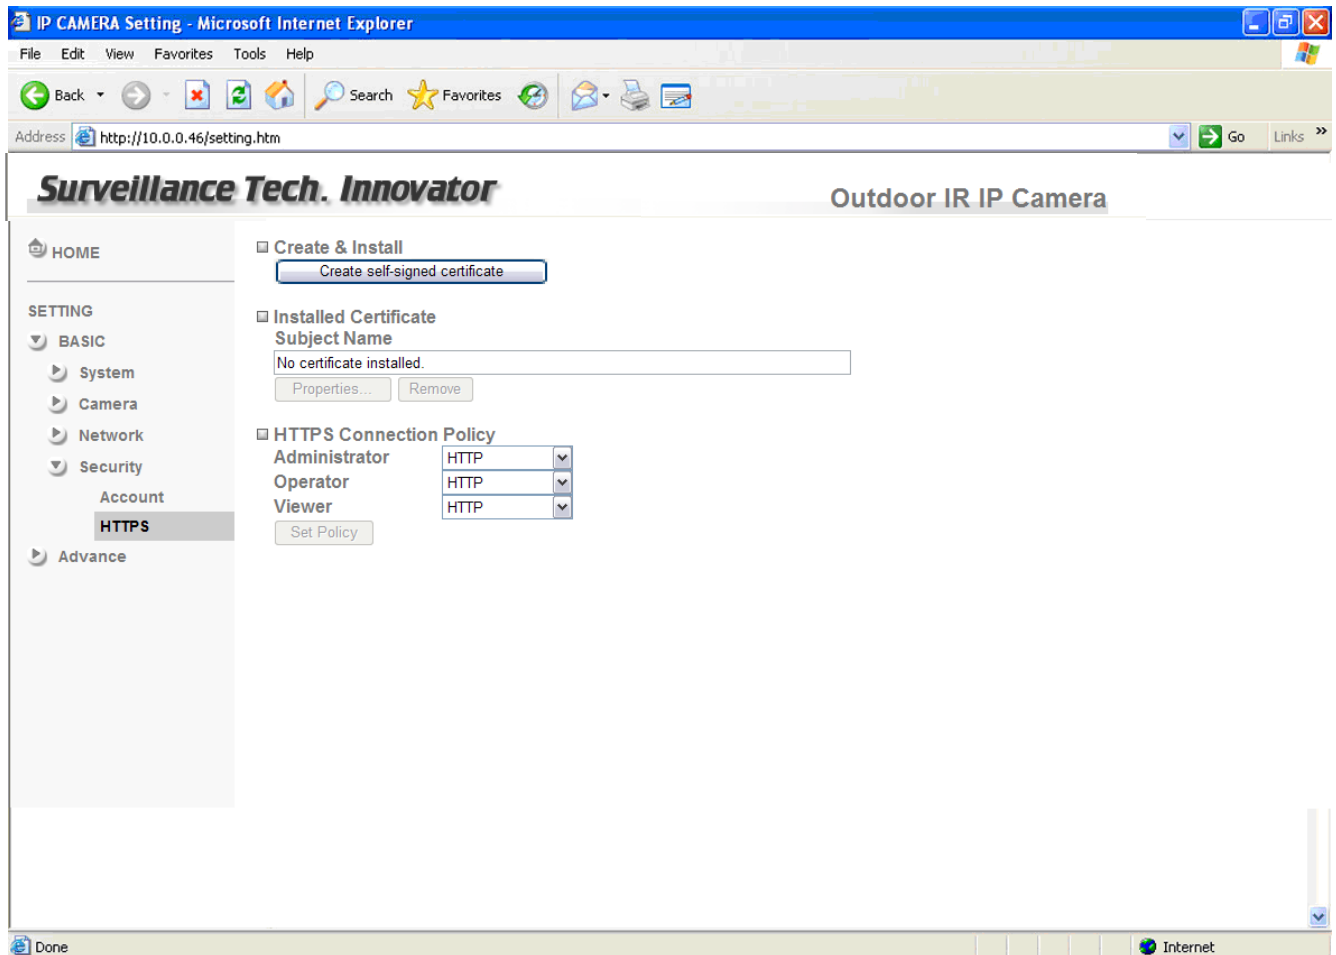 IP CAMERA Setting - Microsoft Internet Explorer
File Edit View Favorites Tools Help
Back Search Favorites
Address http://10.0.0.46/setting.htm Go Links »
Surveillance Tech. Innovator
Outdoor IR IP Camera
HOME
SETTING
BASIC
System
Camera
Network
Security
Account
HTTPS
Advance
Create & Install
Create self-signed certificate
Installed Certificate
Subject Name
No certificate installed.
Properties... Remove
HTTPS Connection Policy
Administrator HTTP
Operator HTTP
Viewer HTTP
Set Policy
Done Internet